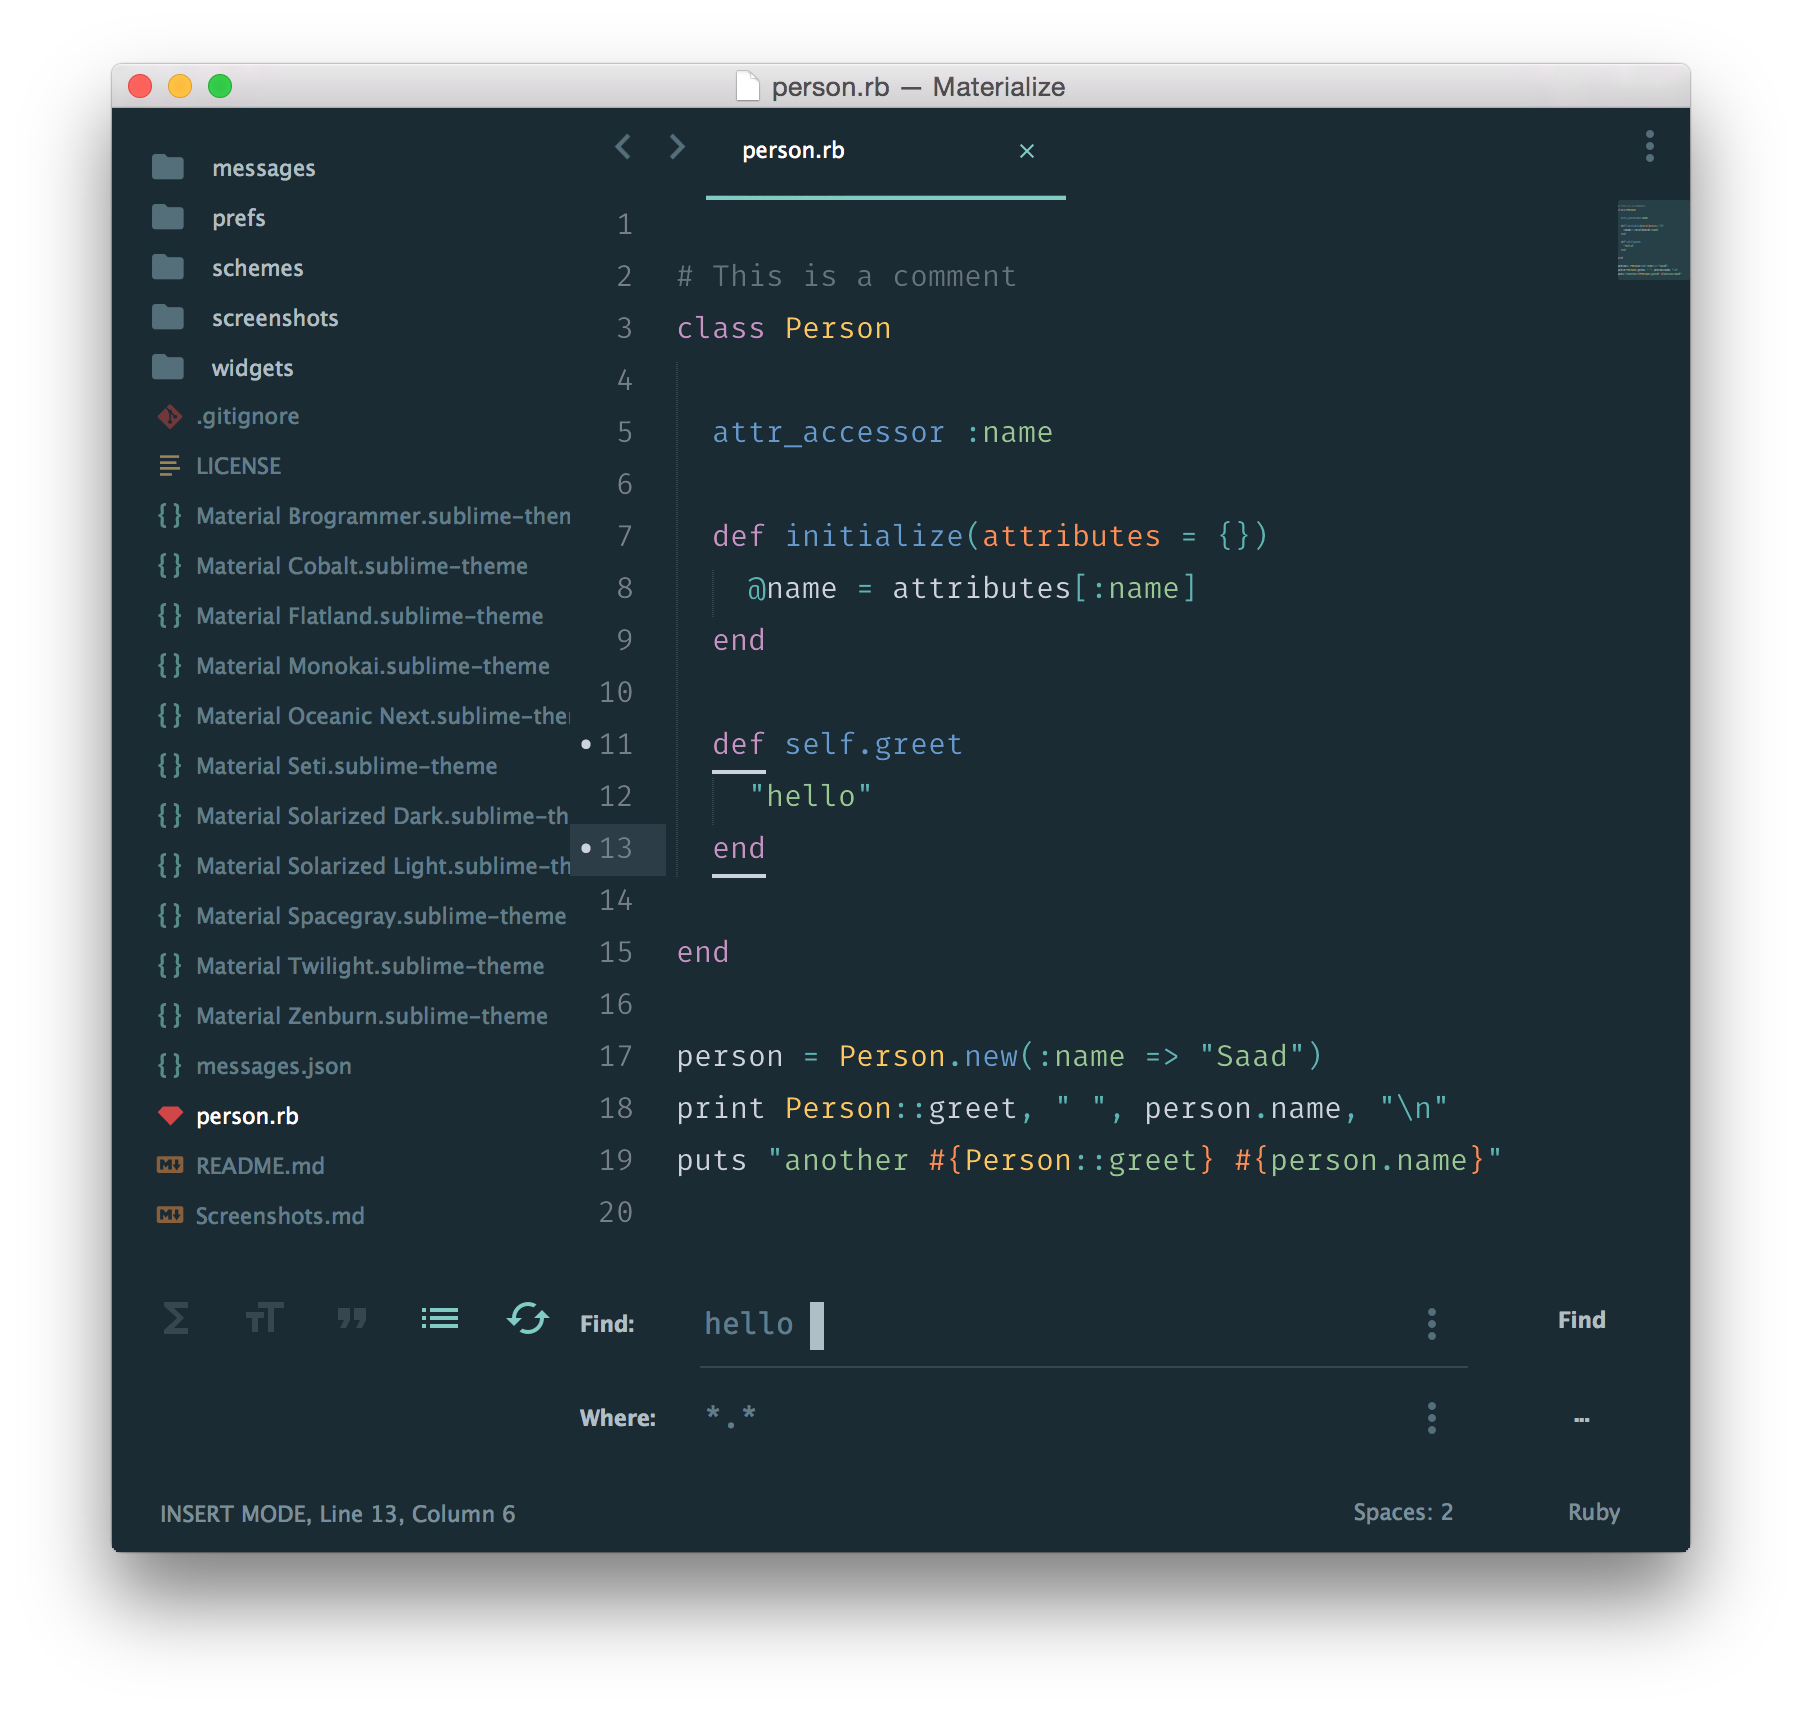 person.rb — Materialize
messages
prefs
schemes
screenshots
widgets
.gitignore
LICENSE
{} Material Brogrammer.sublime-them
{} Material Cobalt.sublime-theme
{} Material Flatland.sublime-theme
{} Material Monokai.sublime-theme
{} Material Oceanic Next.sublime-the
{} Material Seti.sublime-theme
{} Material Solarized Dark.sublime-th
{} Material Solarized Light.sublime-th
{} Material Spacegray.sublime-theme
{} Material Twilight.sublime-theme
{} Material Zenburn.sublime-theme
{} messages.json
person.rb
README.md
Screenshots.md
person.rb ×
1
2 # This is a comment
3 class Person
4
5   attr_accessor :name
6
7   def initialize(attributes = {})
8     @name = attributes[:name]
9   end
10
11   def self.greet
12     "hello"
13   end
14
15 end
16
17 person = Person.new(:name => "Saad")
18 print Person::greet, " ", person.name, "\n"
19 puts "another #{Person::greet} #{person.name}"
20
Find: hello Find
Where: *.* ...
INSERT MODE, Line 13, Column 6 Spaces: 2 Ruby